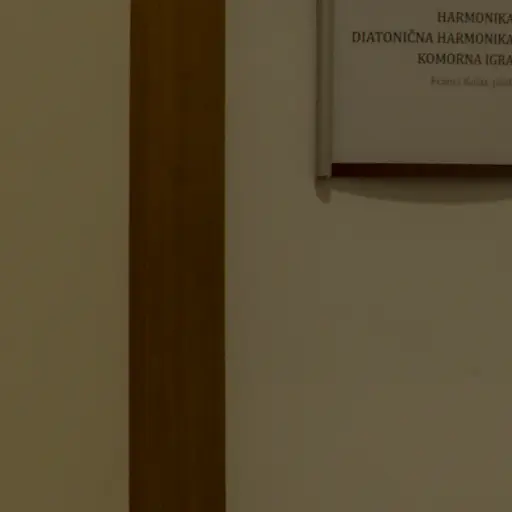 HARMONIKA
DIATONIČNA HARMONIKA
KOMORNA IGRA